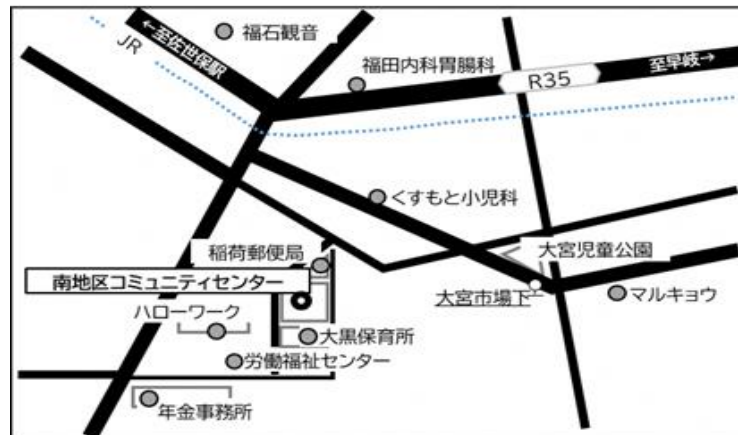 ←至佐世保駅
JR
福石観音
福田内科胃腸科
R35
至早岐→
くすもと小児科
稲荷郵便局
大宮児童公園
南地区コミュニティセンター
大宮市場下
マルキョウ
ハローワーク
大黒保育所
労働福祉センター
年金事務所